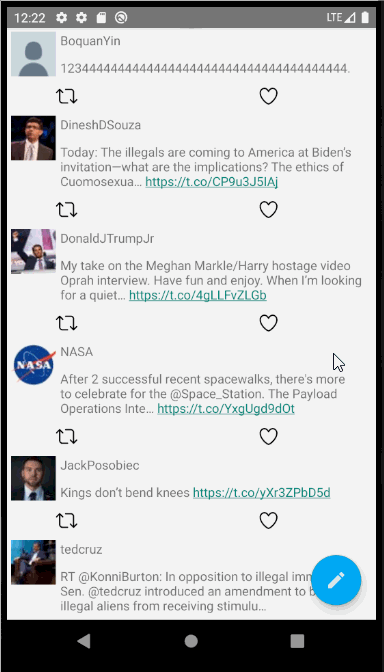 12:22 LTE
BoquanYin
1234444444444444444444444444444444444444.
DineshDSouza
Today: The illegals are coming to America at Biden's
invitation—what are the implications? The ethics of
Cuomosexua… https://t.co/CP9u3J5lAj
DonaldJTrumpJr
My take on the Meghan Markle/Harry hostage video
Oprah interview. Have fun and enjoy. When I'm looking
for a quiet… https://t.co/4gLLFvZLGb
NASA
NASA
After 2 successful recent spacewalks, there's more
to celebrate for the @Space_Station. The Payload
Operations Inte… https://t.co/YxgUgd9dOt
JackPosobiec
Kings don't bend knees https://t.co/yXr3ZPbD5d
tedcruz
RT @KonniBurton: In opposition to illegal imm
Sen. @tedcruz introduced an amendment to b
illegal aliens from receiving stimulu…